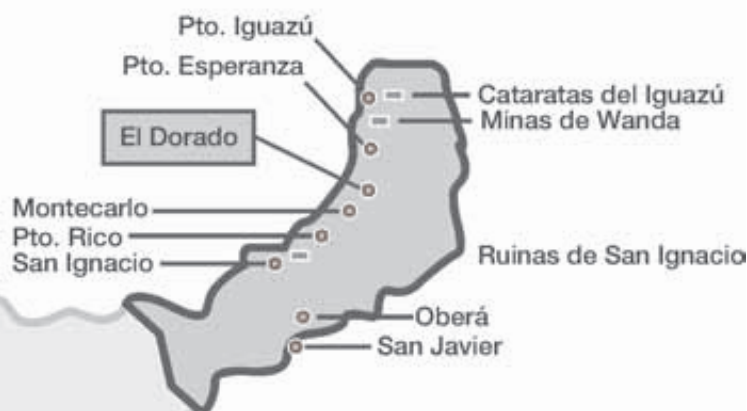 Pto. Iguazú
Pto. Esperanza
Cataratas del Iguazú
Minas de Wanda
El Dorado
Montecarlo
Pto. Rico
San Ignacio
Ruinas de San Ignacio
Oberá
San Javier